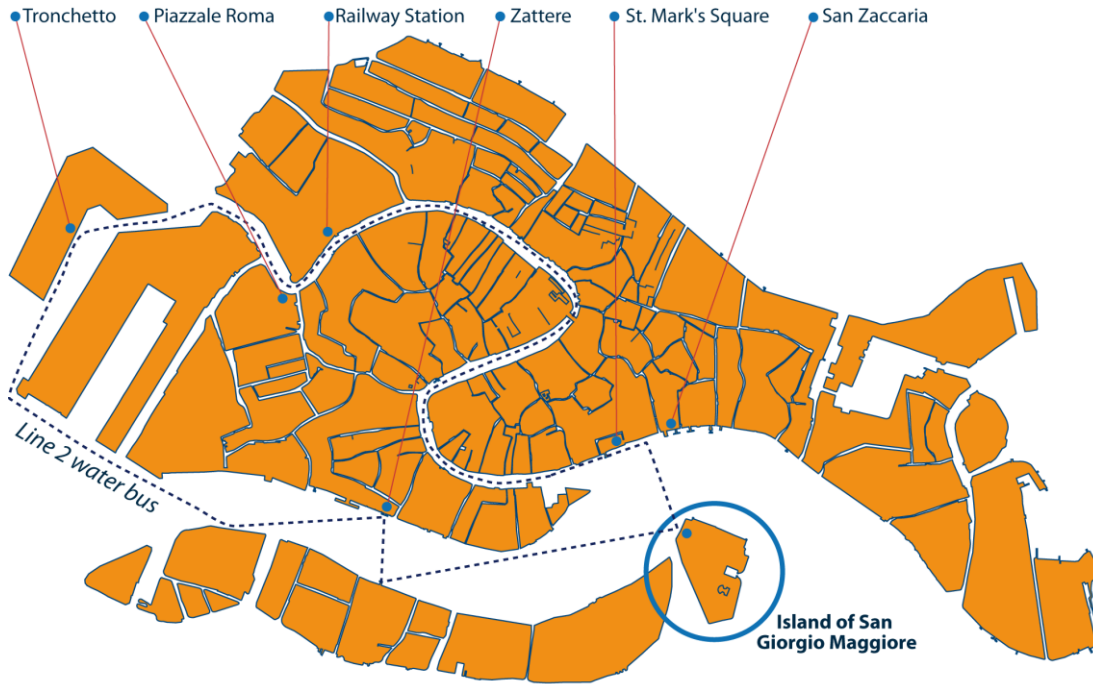 Tronchetto
Piazzale Roma
Railway Station
Zattere
St. Mark's Square
San Zaccaria
Line 2 water bus
Island of San
Giorgio Maggiore